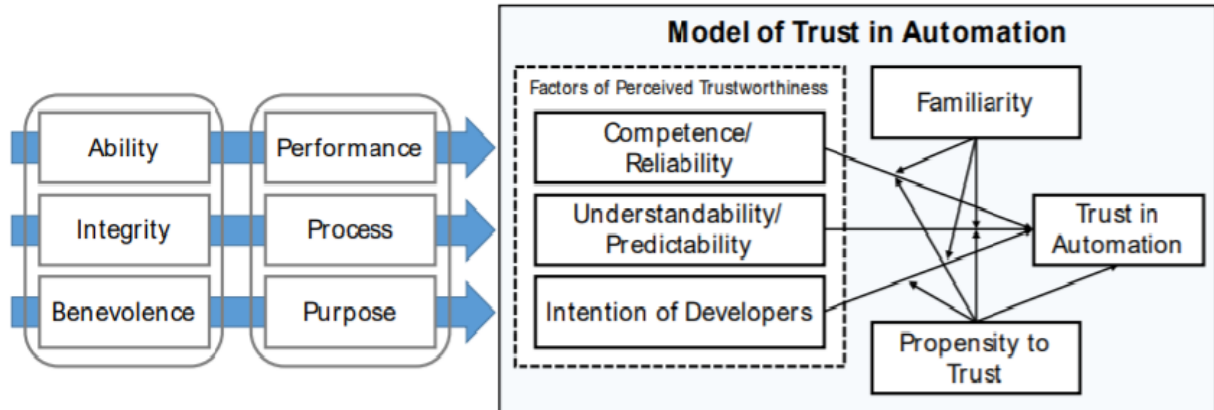 Model of Trust in Automation
Factors of Perceived Trustworthiness
Ability
Performance
Competence/
Reliability
Familiarity
Integrity
Process
Understandability/
Predictability
Trust in
Automation
Benevolence
Purpose
Intention of Developers
Propensity to
Trust